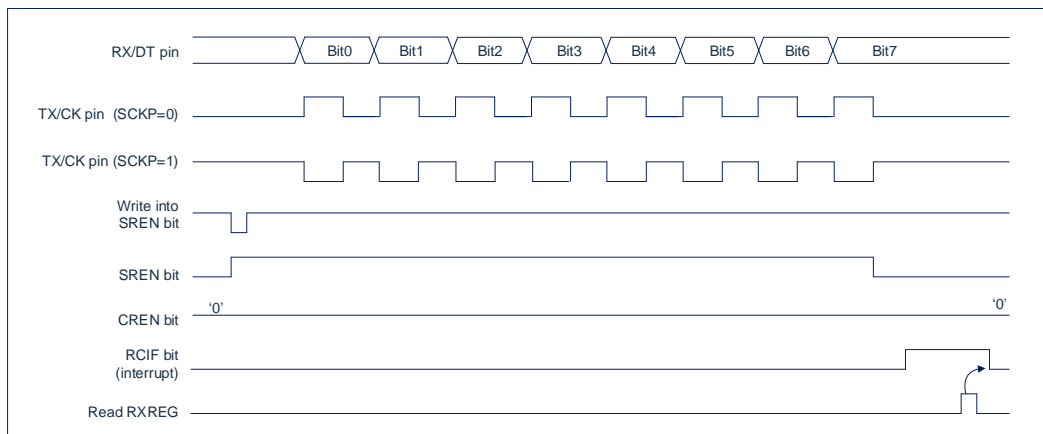 RX/DT pin
Bit0 Bit1 Bit2 Bit3 Bit4 Bit5 Bit6 Bit7
TX/CK pin (SCKP=0)
TX/CK pin (SCKP=1)
Write into
SREN bit
SREN bit
‘0’ ‘0’
CREN bit
RCIF bit
(interrupt)
Read RXREG